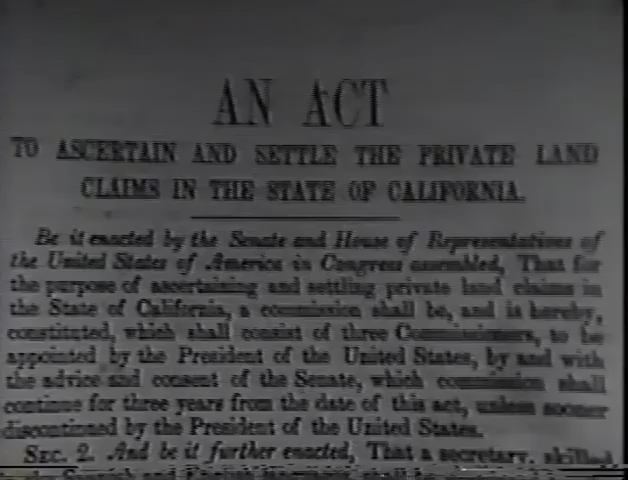 AN ACT
TO ASCERTAIN AND SETTLE THE PRIVATE LAND
CLAIMS IN THE STATE OF CALIFORNIA.
Be it enacted by the Senate and House of Representatives of
the United States of America in Congress assembled, That for
the purpose of ascertaining and settling private land claims in
the State of California, a commission shall be, and is hereby,
constituted, which shall consist of three Commissioners, to be
appointed by the President of the United States, by and with
the advice and consent of the Senate, which commission shall
continue for three years from the date of this act, unless sooner
discontinued by the President of the United States.
SEC. 2. And be it further enacted, That a secretary, skilled
Spanish and English